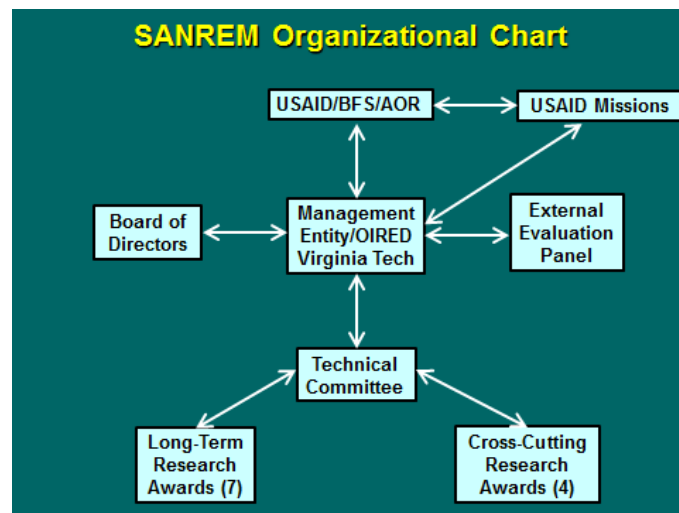 SANREM Organizational Chart
USAID/BFS/AOR
USAID Missions
Board of
Directors
Management
Entity/OIRED
Virginia Tech
External
Evaluation
Panel
Technical
Committee
Long-Term
Research
Awards (7)
Cross-Cutting
Research
Awards (4)